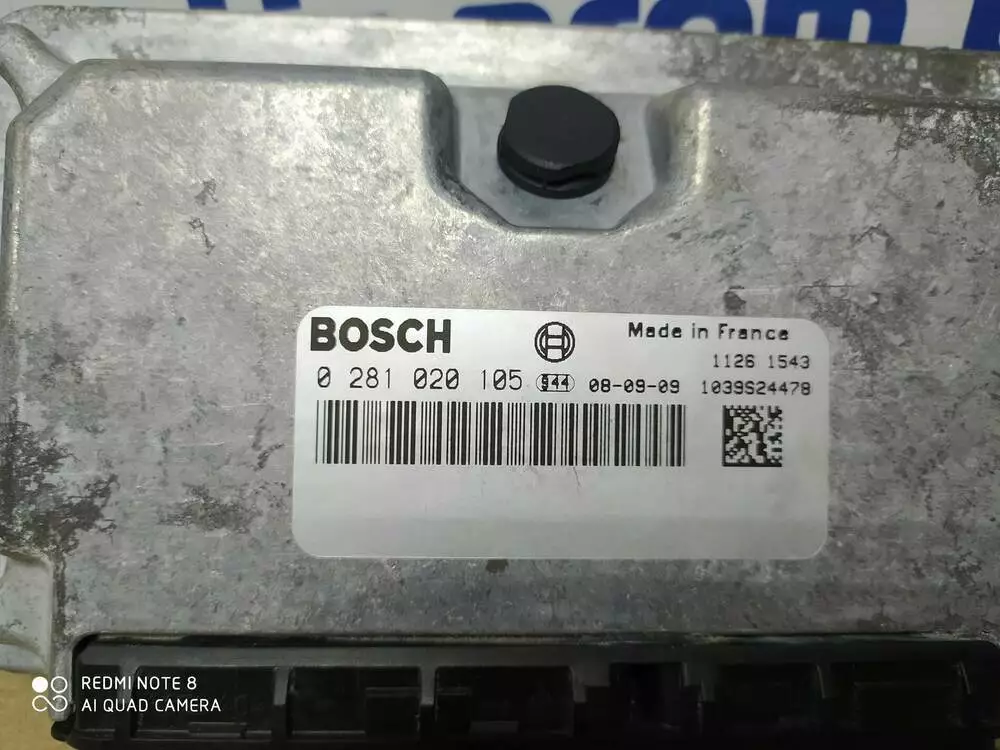 BOSCH
Made in France
1126 1543
0 281 020 105 944 08-09-09 1039S24478
REDMI NOTE 8
AI QUAD CAMERA